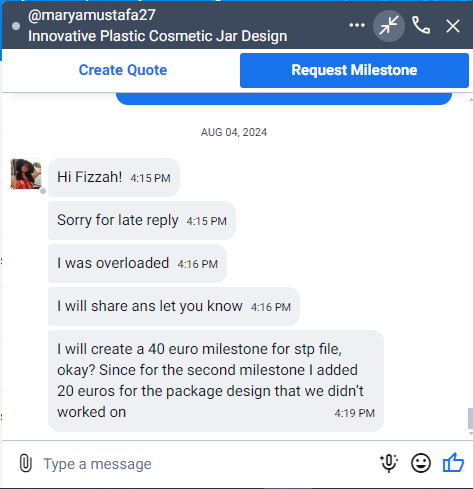 @maryamustafa27
Innovative Plastic Cosmetic Jar Design
Create Quote
Request Milestone
AUG 04, 2024
Hi Fizzah! 4:15 PM
Sorry for late reply 4:15 PM
I was overloaded 4:16 PM
I will share ans let you know 4:16 PM
I will create a 40 euro milestone for stp file,
okay? Since for the second milestone I added
20 euros for the package design that we didn't
worked on 4:19 PM
Type a message